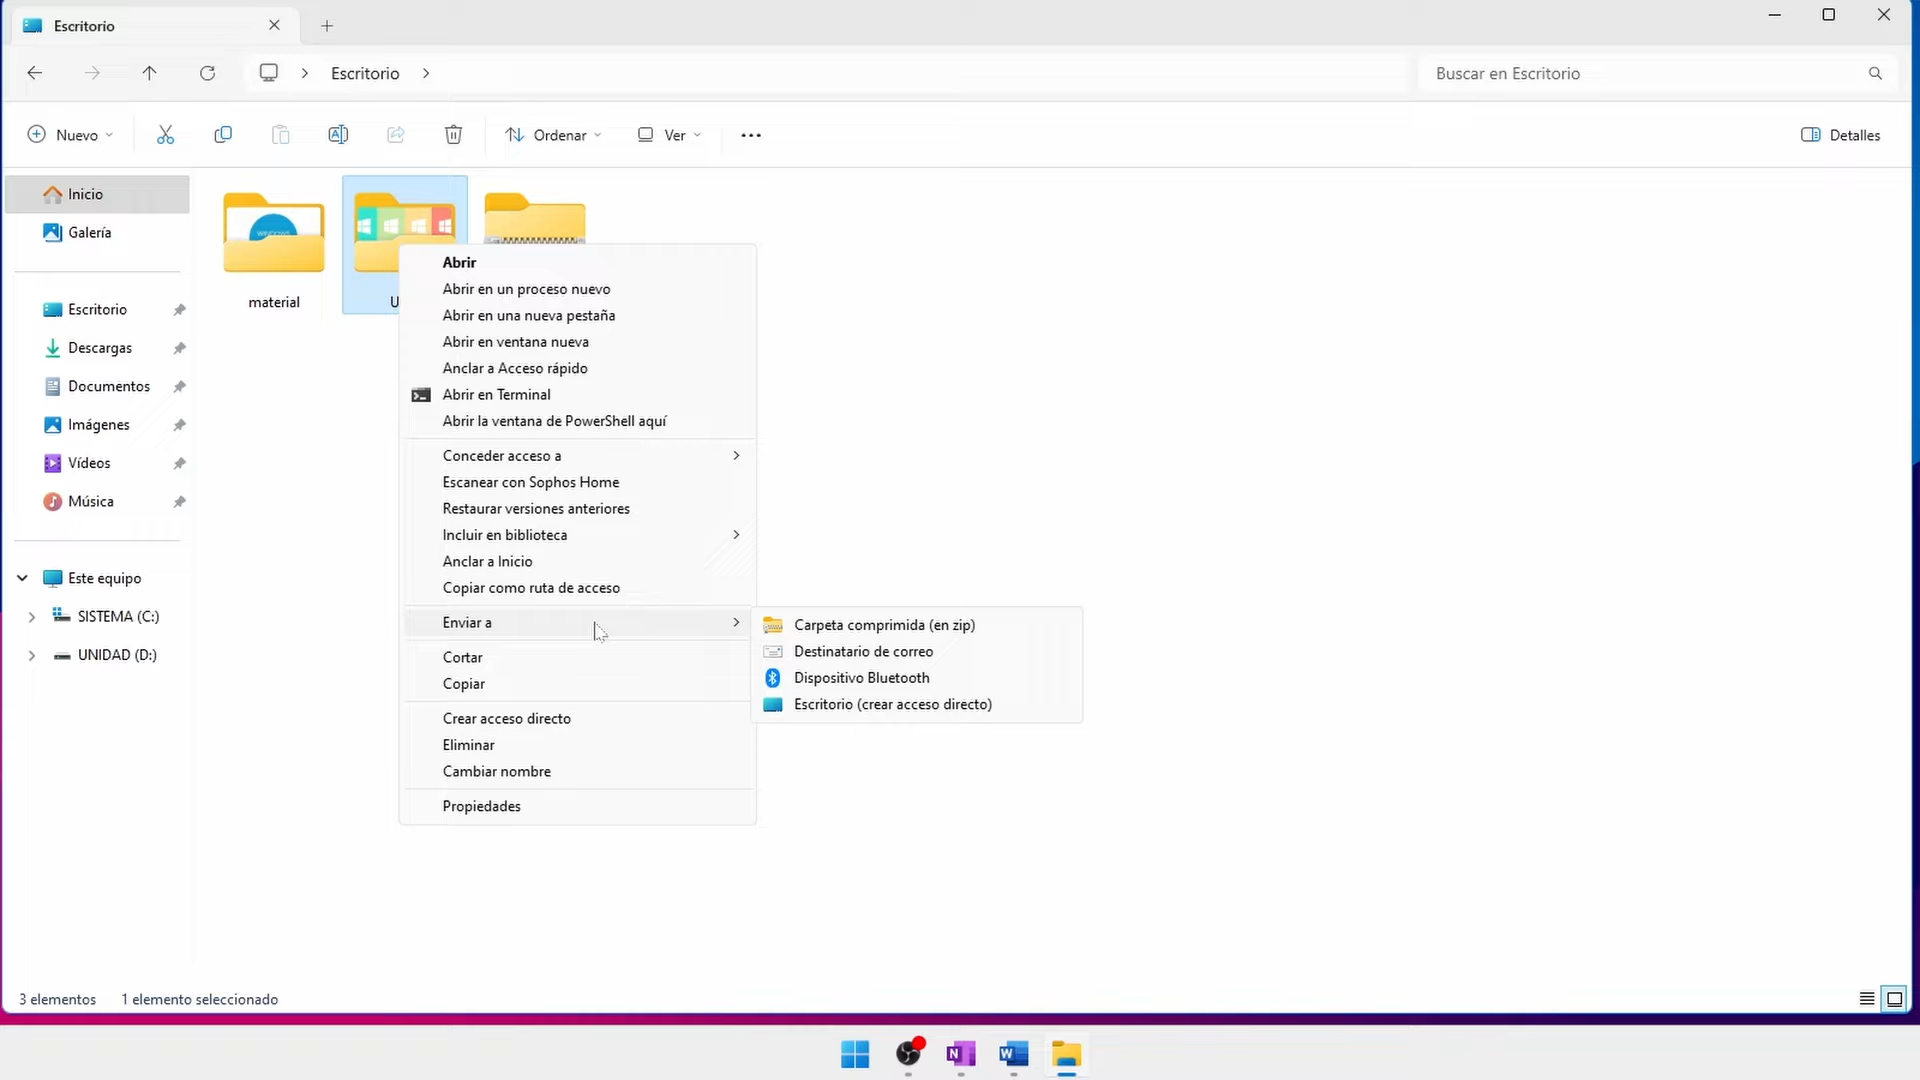 Escritorio
Escritorio
Buscar en Escritorio
Nuevo
Ordenar
Ver
Detalles
Inicio
Galería
Escritorio
Descargas
Documentos
Imágenes
Vídeos
Música
Este equipo
SISTEMA (C:)
UNIDAD (D:)
material
U
Abrir
Abrir en un proceso nuevo
Abrir en una nueva pestaña
Abrir en ventana nueva
Anclar a Acceso rápido
Abrir en Terminal
Abrir la ventana de PowerShell aquí
Conceder acceso a
Escanear con Sophos Home
Restaurar versiones anteriores
Incluir en biblioteca
Anclar a Inicio
Copiar como ruta de acceso
Enviar a
Cortar
Copiar
Crear acceso directo
Eliminar
Cambiar nombre
Propiedades
Carpeta comprimida (en zip)
Destinatario de correo
Dispositivo Bluetooth
Escritorio (crear acceso directo)
3 elementos 1 elemento seleccionado